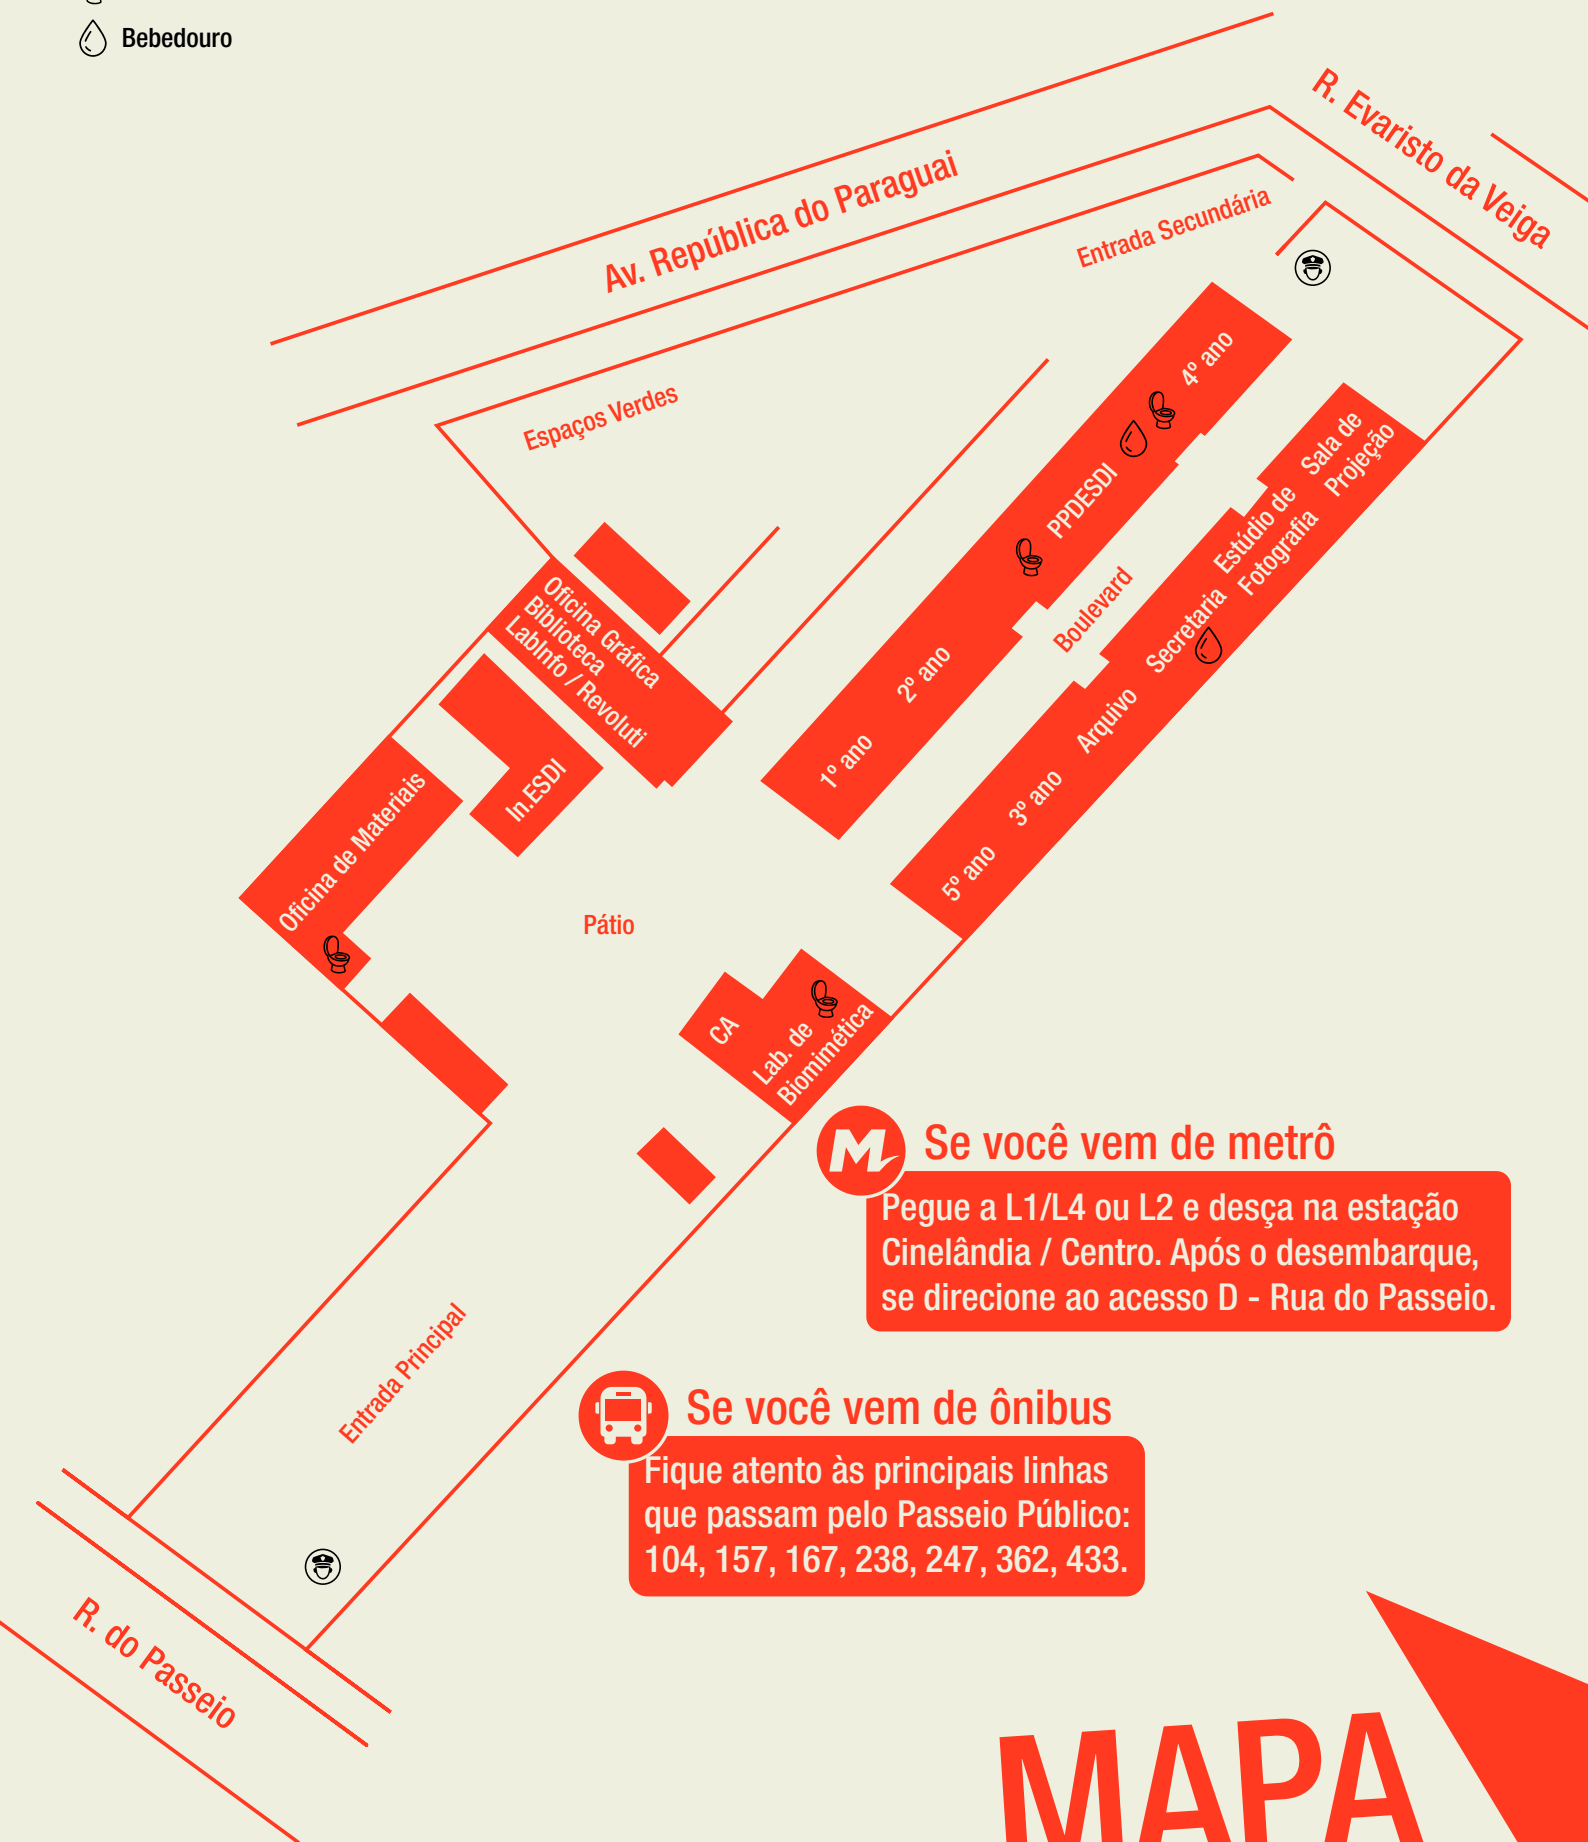 Bebedouro
R. Evaristo da Veiga
Av. República do Paraguai
Entrada Secundária
Espaços Verdes
4º ano
PPDESDI
2º ano
1º ano
Boulevard
Sala de
Projeção
Estúdio de
Fotografia
Secretaria
Arquivo
3º ano
5º ano
Oficina Gráfica
Biblioteca
LabInfo / Revoluti
In.ESDI
Oficina de Materiais
Pátio
CA
Lab. de
Biomimética
M
Se você vem de metrô
Pegue a L1/L4 ou L2 e desça na estação
Cinelândia / Centro. Após o desembarque,
se direcione ao acesso D - Rua do Passeio.
Entrada Principal
Se você vem de ônibus
Fique atento às principais linhas
que passam pelo Passeio Público:
104, 157, 167, 238, 247, 362, 433.
R. do Passeio
MAPA